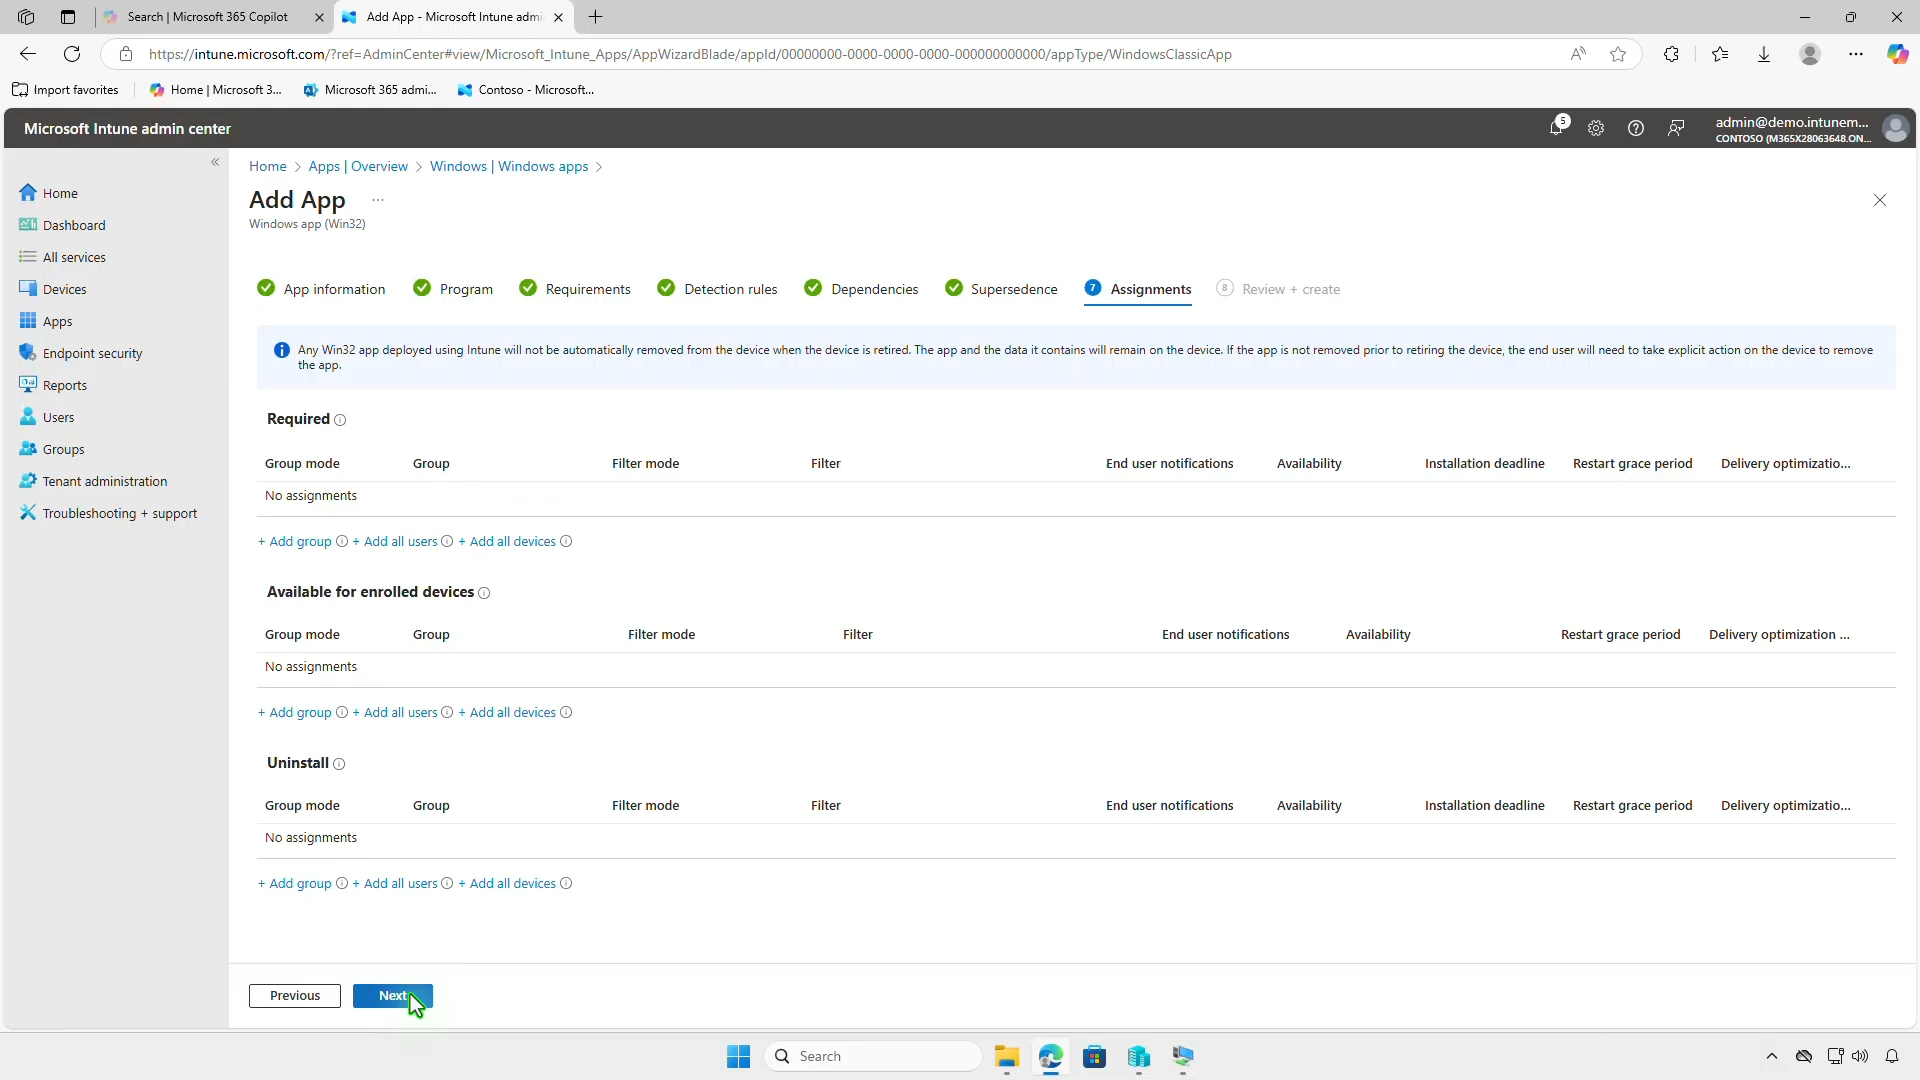 Search | Microsoft 365 Copilot
Add App - Microsoft Intune admi
https://intune.microsoft.com/?ref=AdminCenter#view/Microsoft_Intune_Apps/AppWizardBlade/appId/00000000-0000-0000-0000-000000000000/appType/WindowsClassicApp
Import favorites
Home | Microsoft 3...
Microsoft 365 admi...
Contoso - Microsoft...
Microsoft Intune admin center
5
admin@demo.intunem...
CONTOSO (M365X28063648.ON...
Home
Dashboard
All services
Devices
Apps
Endpoint security
Reports
Users
Groups
Tenant administration
Troubleshooting + support
Home > Apps | Overview > Windows | Windows apps >
Add App ...
Windows app (Win32)
App information
Program
Requirements
Detection rules
Dependencies
Supersedence
7 Assignments
8 Review + create
Any Win32 app deployed using Intune will not be automatically removed from the device when the device is retired. The app and the data it contains will remain on the device. If the app is not removed prior to retiring the device, the end user will need to take explicit action on the device to remove
the app.
Required
Group mode Group Filter mode Filter End user notifications Availability Installation deadline Restart grace period Delivery optimizatio...
No assignments
+ Add group + Add all users + Add all devices
Available for enrolled devices
Group mode Group Filter mode Filter End user notifications Availability Restart grace period Delivery optimization ...
No assignments
+ Add group + Add all users + Add all devices
Uninstall
Group mode Group Filter mode Filter End user notifications Availability Installation deadline Restart grace period Delivery optimizatio...
No assignments
+ Add group + Add all users + Add all devices
Previous
Next
Search